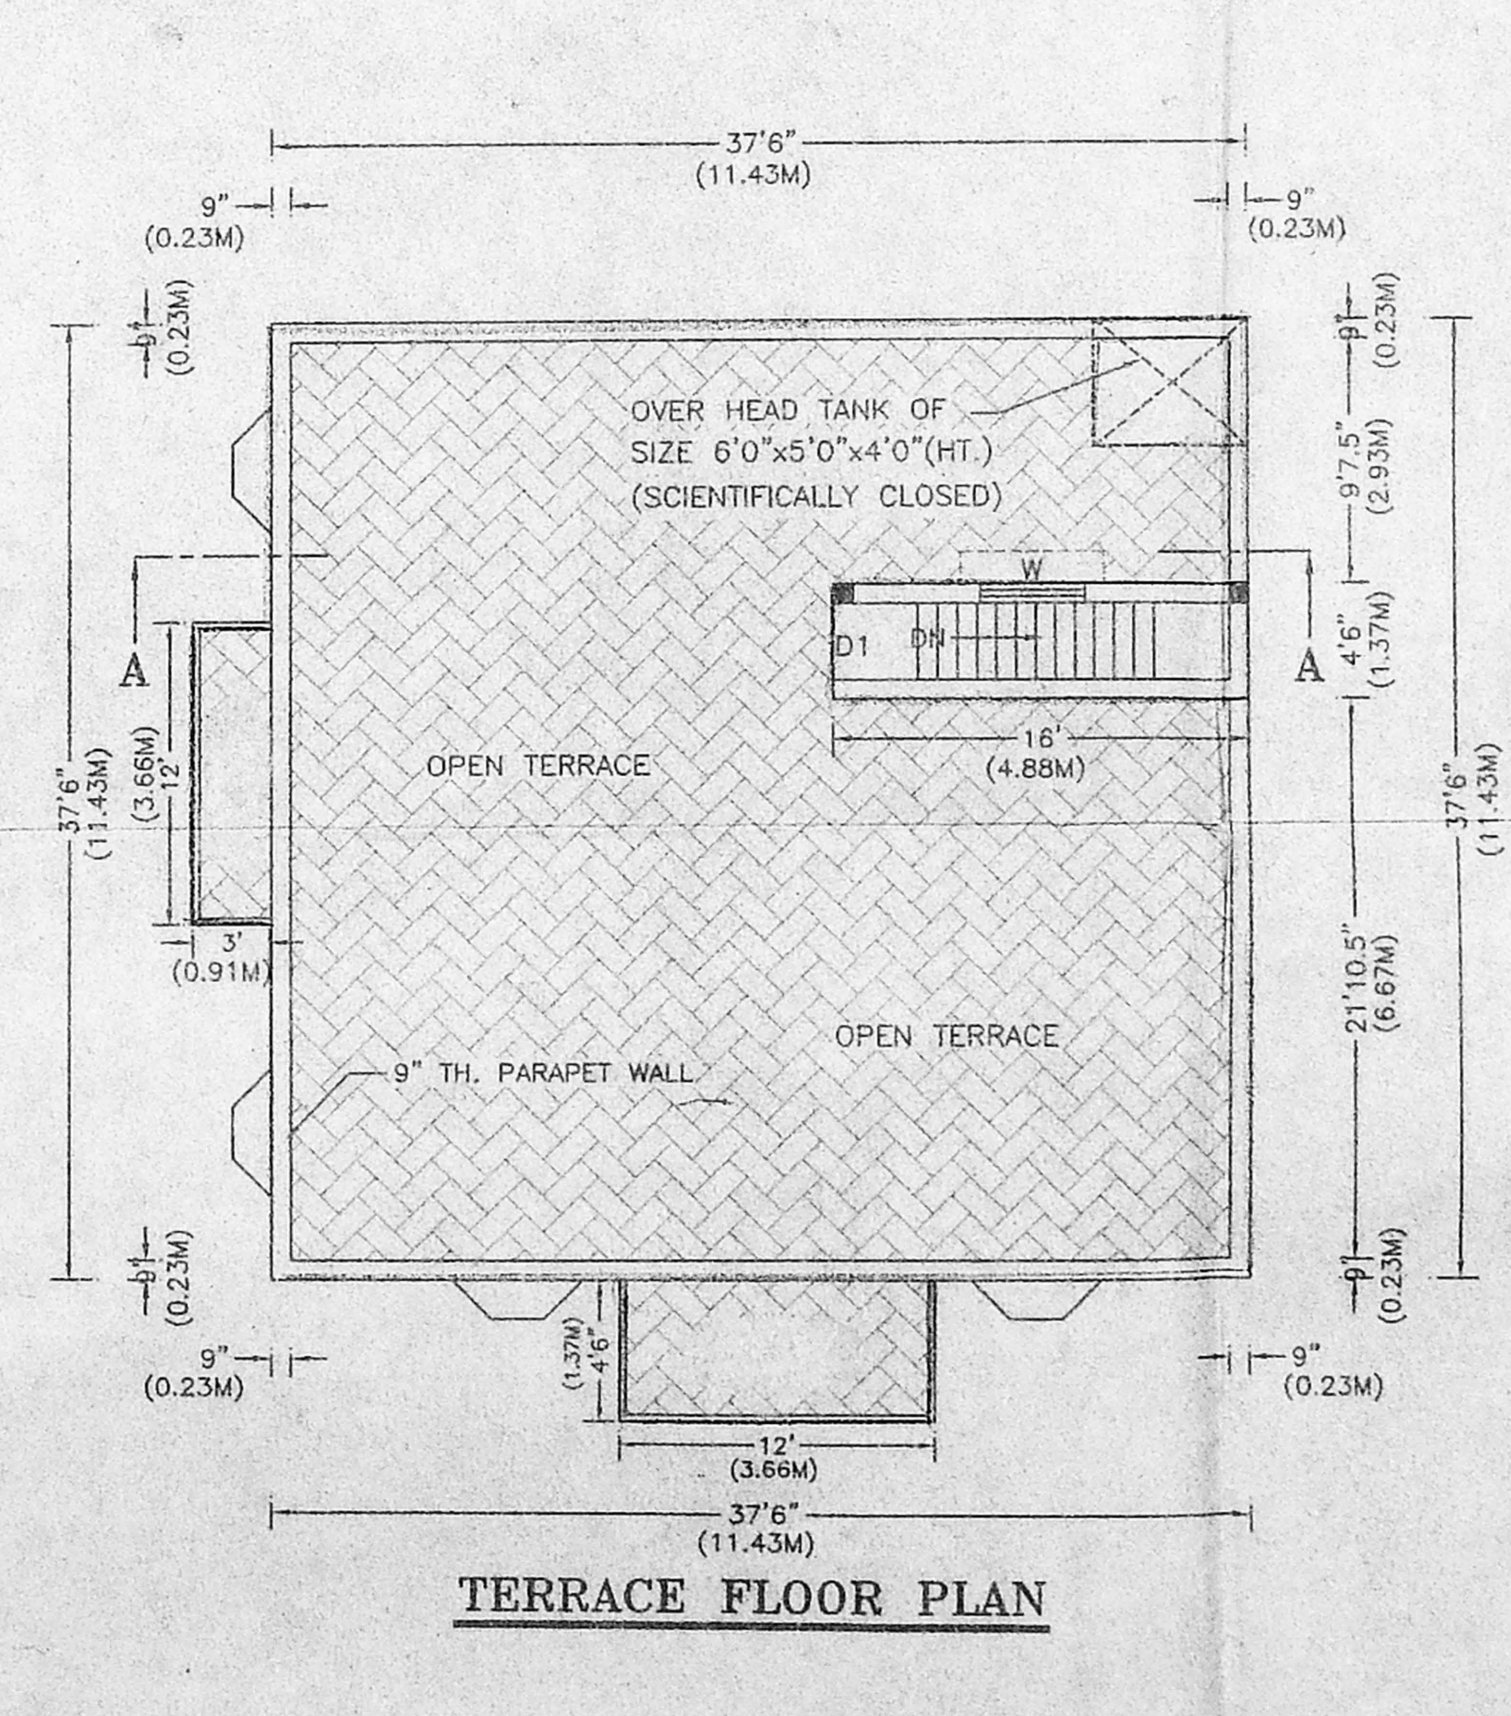 37'6"
(11.43M)
9"
(0.23M)
9"
(0.23M)
9"
(0.23M)
9"
(0.23M)
OVER HEAD TANK OF
SIZE 6'0"x5'0"x4'0"(HT.)
(SCIENTIFICALLY CLOSED)
9'7.5"
(2.93M)
W
D1
DN
A
A
4'6"
(1.37M)
16'
(4.88M)
OPEN TERRACE
37'6"
(11.43M)
(3.66M)
12'
37'6"
(11.43M)
3'
(0.91M)
21'10.5"
(6.67M)
OPEN TERRACE
9" TH. PARAPET WALL
9"
(0.23M)
9"
(0.23M)
(1.37M)
4'6"
9"
(0.23M)
9"
(0.23M)
12'
(3.66M)
37'6"
(11.43M)
TERRACE FLOOR PLAN